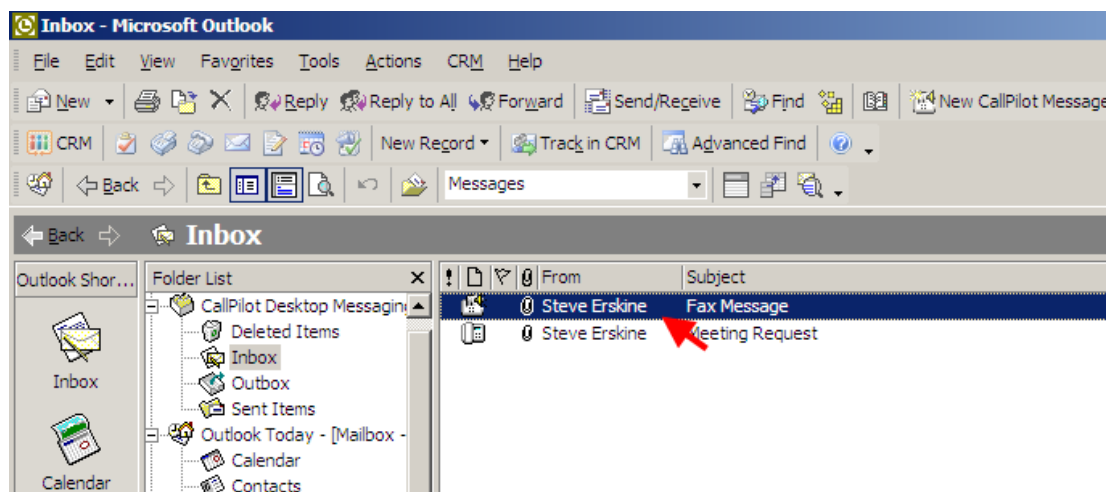 Inbox - Microsoft Outlook
File Edit View Favorites Tools Actions CRM Help
New Reply Reply to All Forward Send/Receive Find New CallPilot Message
CRM New Record Track in CRM Advanced Find
Back Messages
Back Inbox
Outlook Shor... Folder List X ! From Subject
CallPilot Desktop Messaging Steve Erskine Fax Message
Deleted Items Steve Erskine Meeting Request
Inbox
Inbox
Outbox
Sent Items
Outlook Today - [Mailbox -
Calendar
Calendar
Contacts